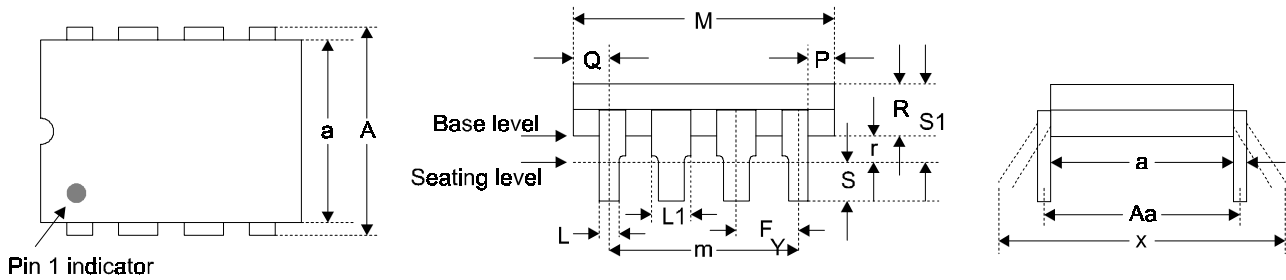 a
A
Pin 1 indicator
M
Q
P
R
S1
Base level
r
Seating level
S
L1
L
F
Y
m
a
Aa
x